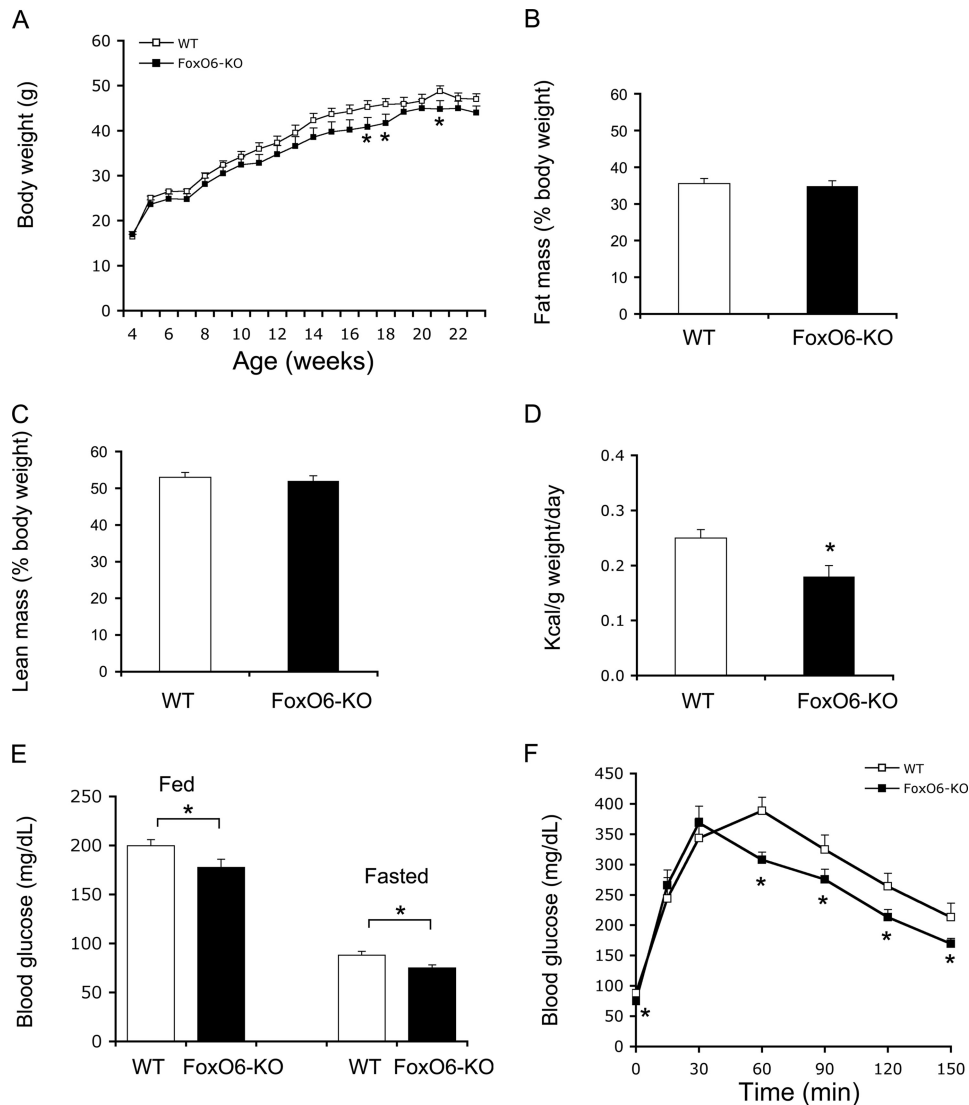 A
WT
FoxO6-KO
Body weight (g)
60
50
40
30
20
10
0
* * *
4 6 8 10 12 14 16 18 20 22
Age (weeks)
B
Fat mass (% body weight)
60
50
40
30
20
10
0
WT FoxO6-KO
C
Lean mass (% body weight)
60
50
40
30
20
10
0
WT FoxO6-KO
D
Kcal/g weight/day
0.4
0.3
0.2
0.1
0.0
*
WT FoxO6-KO
E
Blood glucose (mg/dL)
250
200
150
100
50
0
Fed
*
Fasted
*
WT FoxO6-KO WT FoxO6-KO
F
WT
FoxO6-KO
Blood glucose (mg/dL)
450
400
350
300
250
200
150
100
50
0
* * * * *
0 30 60 90 120 150
Time (min)